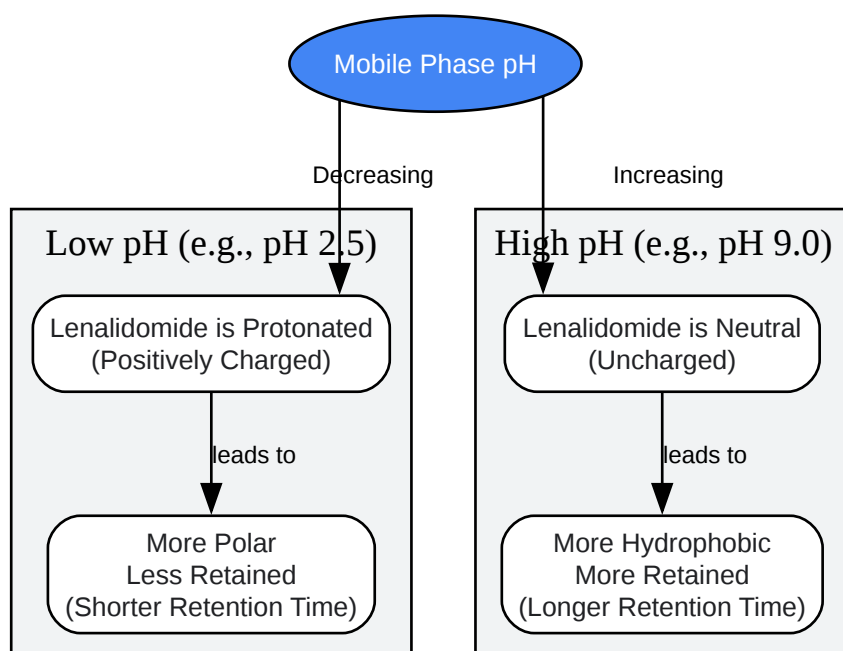 Mobile Phase pH
Decreasing
Increasing
Low pH (e.g., pH 2.5)
High pH (e.g., pH 9.0)
Lenalidomide is Protonated
(Positively Charged)
Lenalidomide is Neutral
(Uncharged)
leads to
leads to
More Polar
Less Retained
(Shorter Retention Time)
More Hydrophobic
More Retained
(Longer Retention Time)